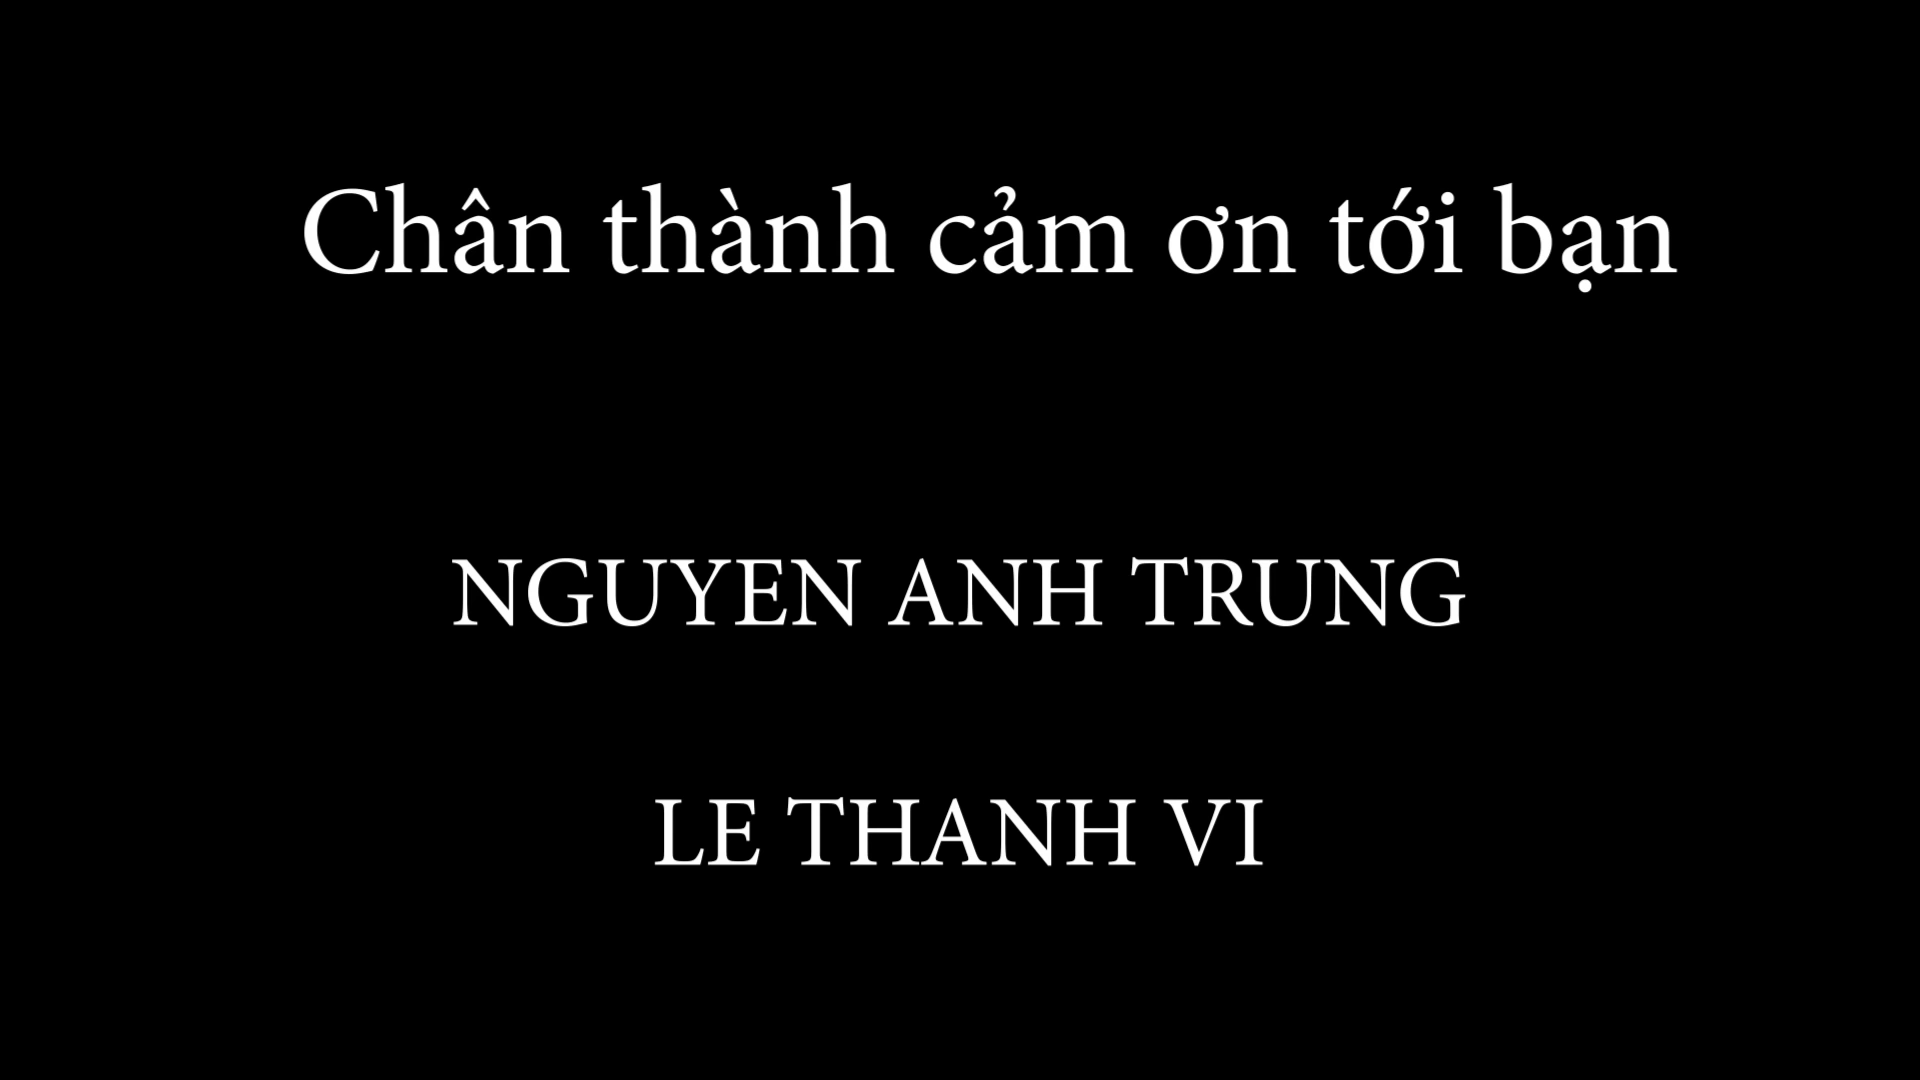 Chân thành cảm ơn tới bạn
NGUYEN ANH TRUNG
LE THANH VI